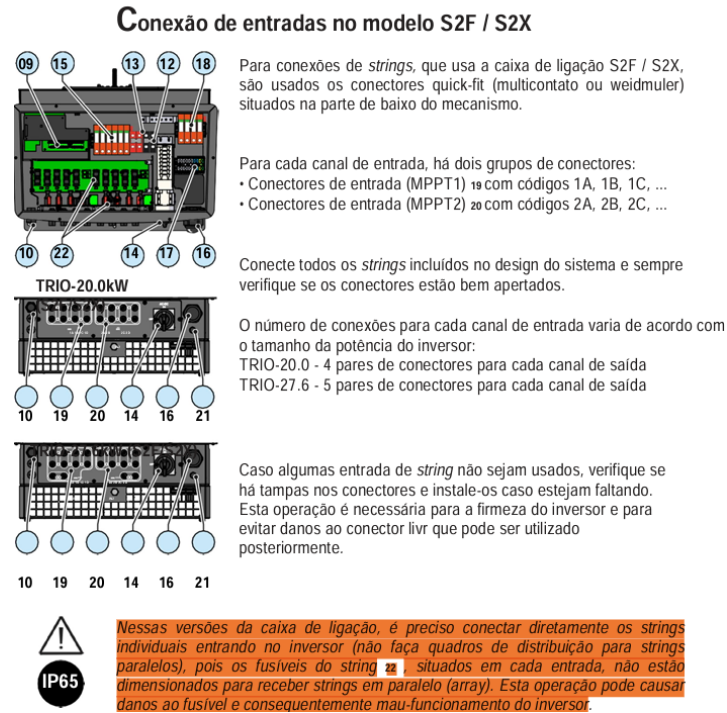 Conexão de entradas no modelo S2F / S2X
09 15 13 12 18
Para conexões de strings, que usa a caixa de ligação S2F / S2X,
são usados os conectores quick-fit (multicontato ou weidmuler)
situados na parte de baixo do mecanismo.
Para cada canal de entrada, há dois grupos de conectores:
• Conectores de entrada (MPPT1) 19 com códigos 1A, 1B, 1C, ...
• Conectores de entrada (MPPT2) 20 com códigos 2A, 2B, 2C, ...
10 22 14 17 16
Conecte todos os strings incluídos no design do sistema e sempre
verifique se os conectores estão bem apertados.
TRIO-20.0kW
O número de conexões para cada canal de entrada varia de acordo com
o tamanho da potência do inversor:
TRIO-20.0 - 4 pares de conectores para cada canal de saída
TRIO-27.6 - 5 pares de conectores para cada canal de saída
10 19 20 14 16 21
Caso algumas entrada de string não sejam usados, verifique se
há tampas nos conectores e instale-os caso estejam faltando.
Esta operação é necessária para a firmeza do inversor e para
evitar danos ao conector livr que pode ser utilizado
posteriormente.
10 19 20 14 16 21
Nessas versões da caixa de ligação, é preciso conectar diretamente os strings
individuais entrando no inversor (não faça quadros de distribuição para strings
paralelos), pois os fusíveis do string 22 , situados em cada entrada, não estão
dimensionados para receber strings em paralelo (array). Esta operação pode causar
danos ao fusível e consequentemente mau-funcionamento do inversor.
IP65